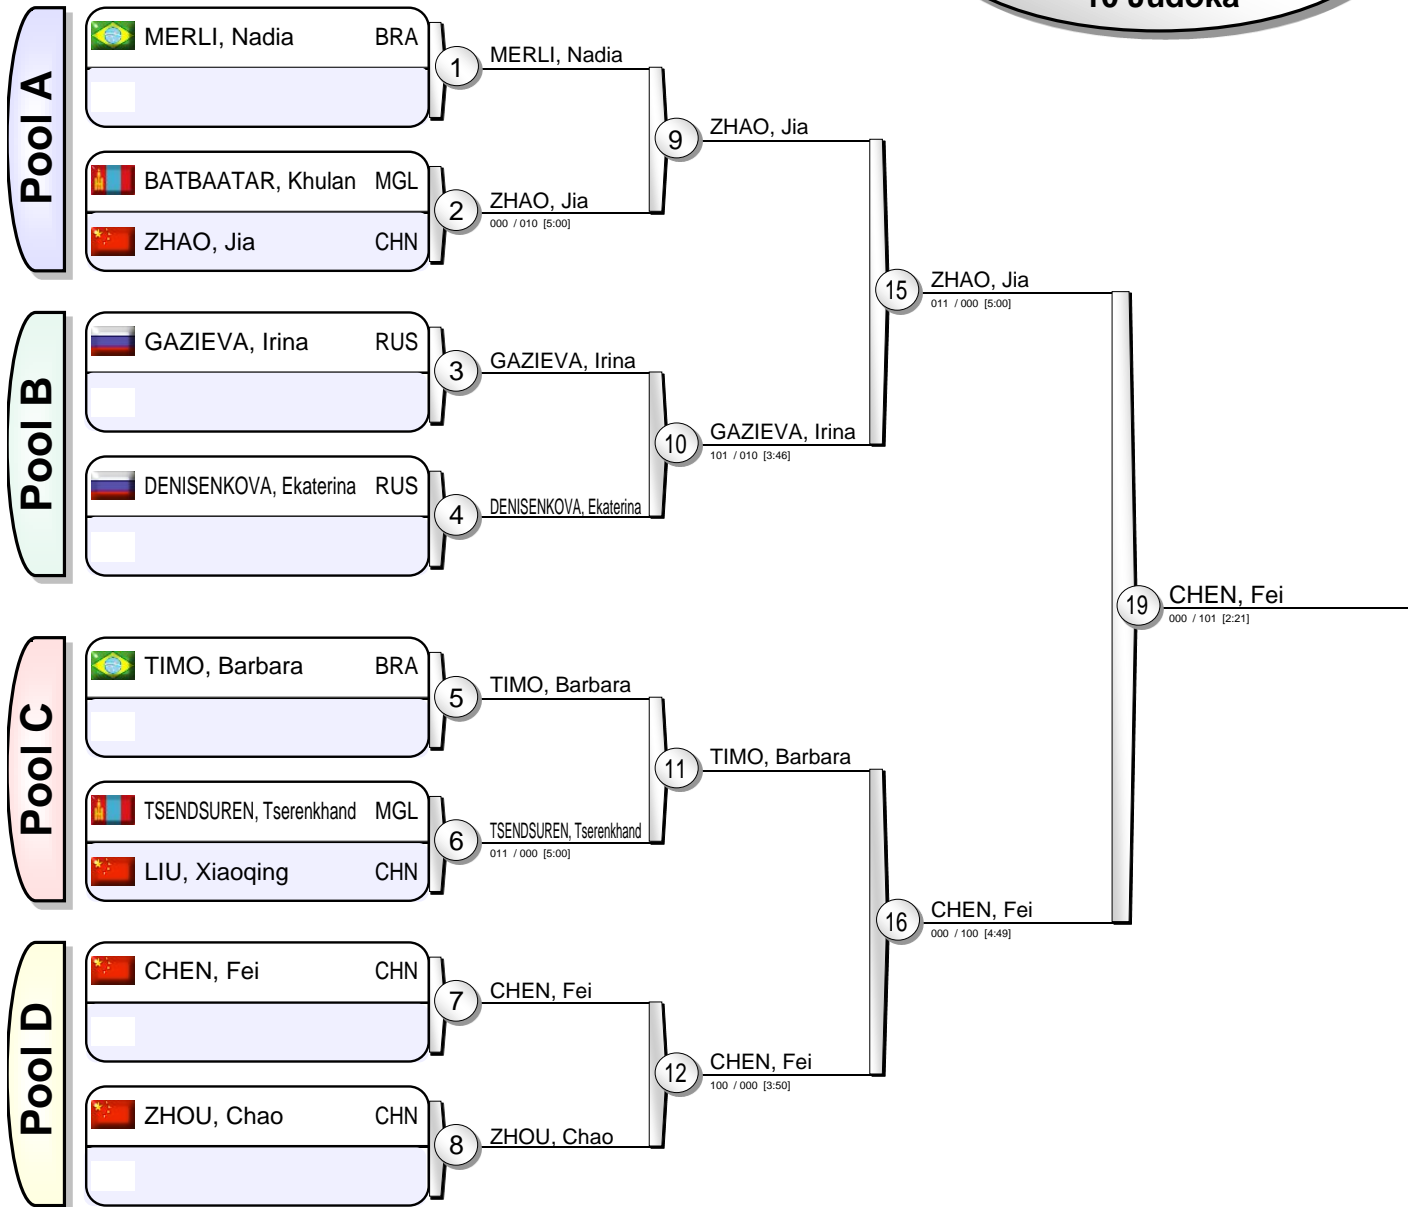 10 Judoka
Pool A
MERLI, Nadia BRA
1
MERLI, Nadia
BATBAATAR, Khulan MGL
ZHAO, Jia CHN
2
ZHAO, Jia
000 / 010 [5:00]
9
ZHAO, Jia
Pool B
GAZIEVA, Irina RUS
3
GAZIEVA, Irina
DENISENKOVA, Ekaterina RUS
4
DENISENKOVA, Ekaterina
10
GAZIEVA, Irina
101 / 010 [3:46]
15
ZHAO, Jia
011 / 000 [5:00]
Pool C
TIMO, Barbara BRA
5
TIMO, Barbara
TSENDSUREN, Tserenkhand MGL
LIU, Xiaoqing CHN
6
TSENDSUREN, Tserenkhand
011 / 000 [5:00]
11
TIMO, Barbara
Pool D
CHEN, Fei CHN
7
CHEN, Fei
ZHOU, Chao CHN
8
ZHOU, Chao
12
CHEN, Fei
100 / 000 [3:50]
16
CHEN, Fei
000 / 100 [4:49]
19
CHEN, Fei
000 / 101 [2:21]